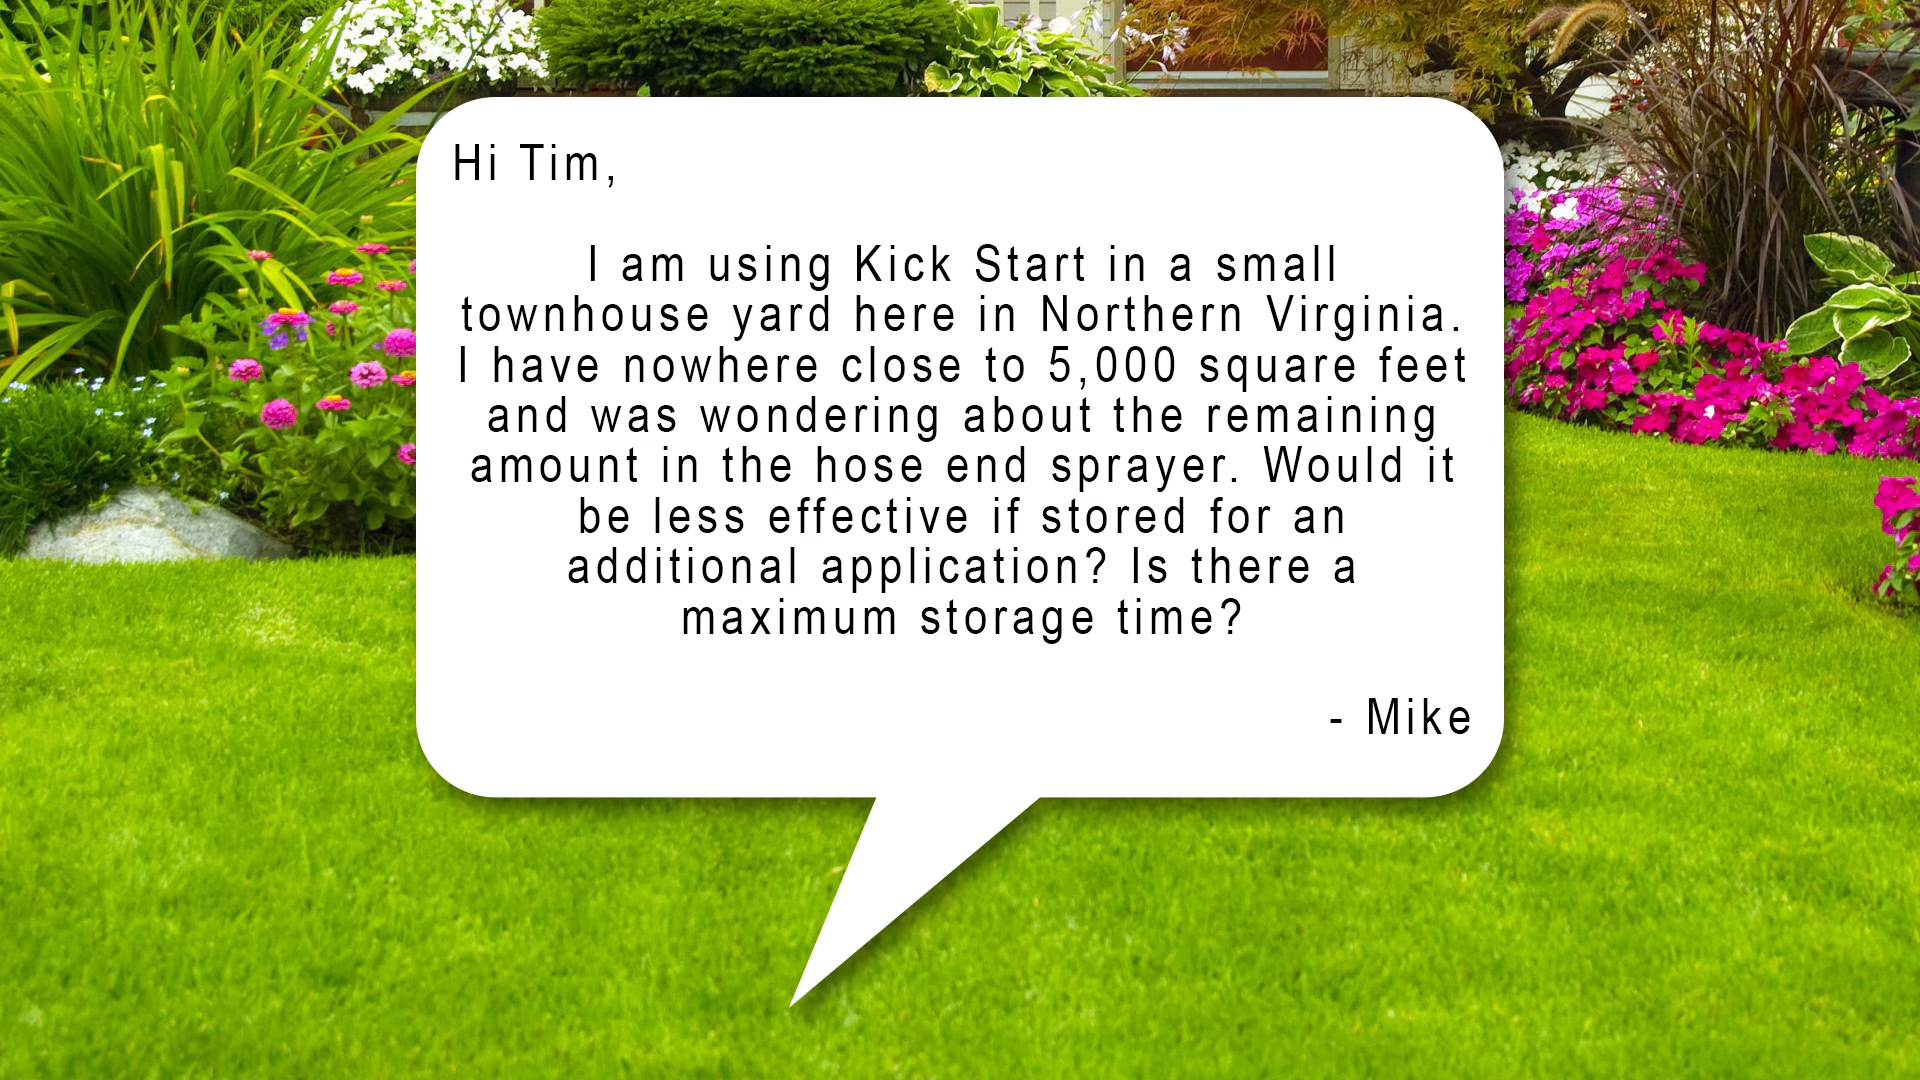 Hi Tim,
I am using Kick Start in a small
townhouse yard here in Northern Virginia.
I have nowhere close to 5,000 square feet
and was wondering about the remaining
amount in the hose end sprayer. Would it
be less effective if stored for an
additional application? Is there a
maximum storage time?
- Mike